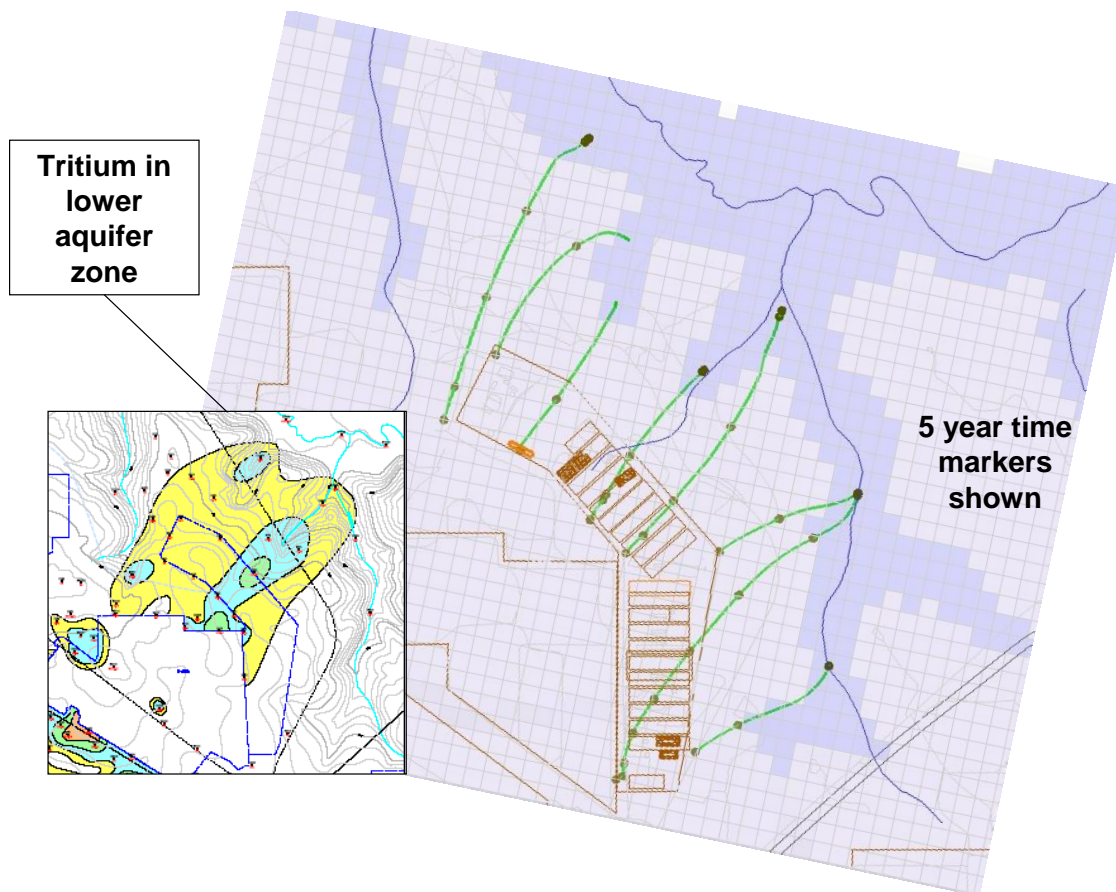 Tritium in
lower
aquifer
zone
5 year time
markers
shown